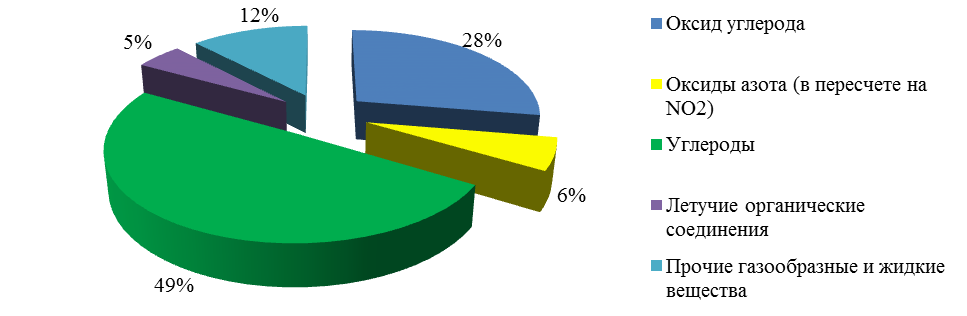 12%
5%
28%
6%
49%
Оксид углерода
Оксиды азота (в пересчете на
NO2)
Углероды
Летучие органические
соединения
Прочие газообразные и жидкие
вещества